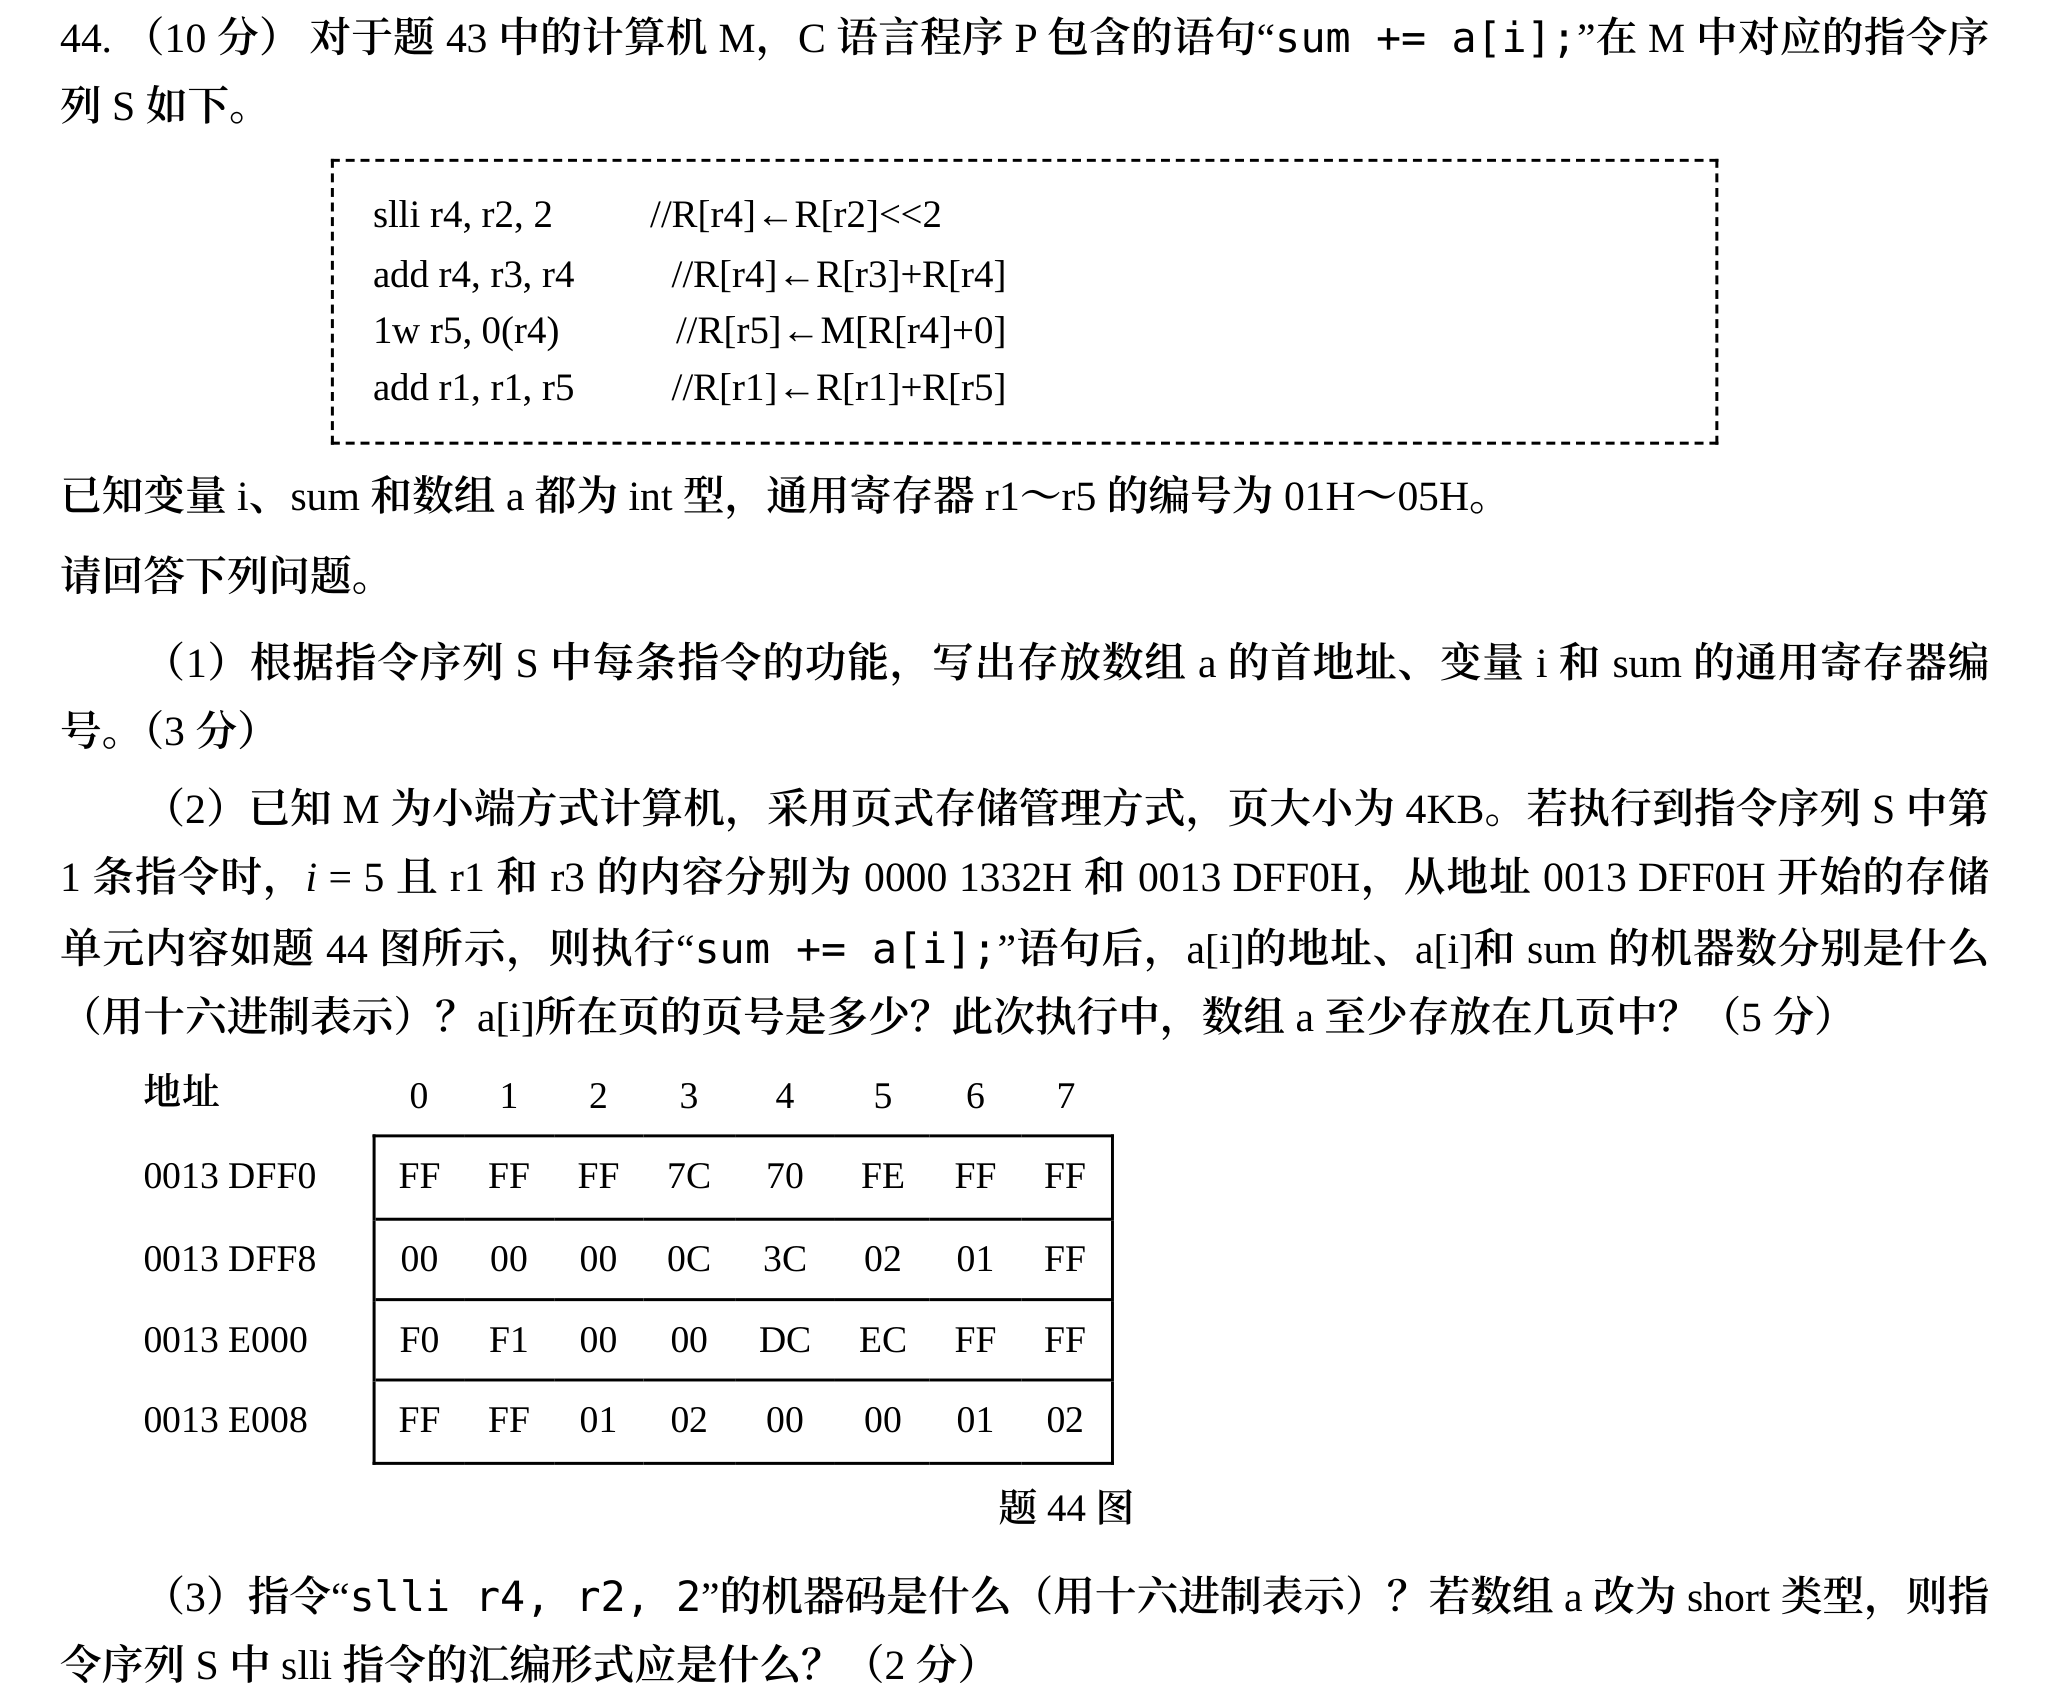 44. （10 分） 对于题 43 中的计算机 M，C 语言程序 P 包含的语句“sum += a[i];”在 M 中对应的指令序
列 S 如下。
slli r4, r2, 2 //R[r4]←R[r2]<<2
add r4, r3, r4 //R[r4]←R[r3]+R[r4]
1w r5, 0(r4) //R[r5]←M[R[r4]+0]
add r1, r1, r5 //R[r1]←R[r1]+R[r5]
已知变量 i、sum 和数组 a 都为 int 型，通用寄存器 r1～r5 的编号为 01H～05H。
请回答下列问题。
（1）根据指令序列 S 中每条指令的功能，写出存放数组 a 的首地址、变量 i 和 sum 的通用寄存器编
号。（3 分）
（2）已知 M 为小端方式计算机，采用页式存储管理方式，页大小为 4KB。若执行到指令序列 S 中第
1 条指令时，i = 5 且 r1 和 r3 的内容分别为 0000 1332H 和 0013 DFF0H，从地址 0013 DFF0H 开始的存储
单元内容如题 44 图所示，则执行“sum += a[i];”语句后，a[i]的地址、a[i]和 sum 的机器数分别是什么
（用十六进制表示）？a[i]所在页的页号是多少？此次执行中，数组 a 至少存放在几页中？（5 分）
地址 0 1 2 3 4 5 6 7
0013 DFF0 FF FF FF 7C 70 FE FF FF
0013 DFF8 00 00 00 0C 3C 02 01 FF
0013 E000 F0 F1 00 00 DC EC FF FF
0013 E008 FF FF 01 02 00 00 01 02
题 44 图
（3）指令“slli r4, r2, 2”的机器码是什么（用十六进制表示）？若数组 a 改为 short 类型，则指
令序列 S 中 slli 指令的汇编形式应是什么？（2 分）